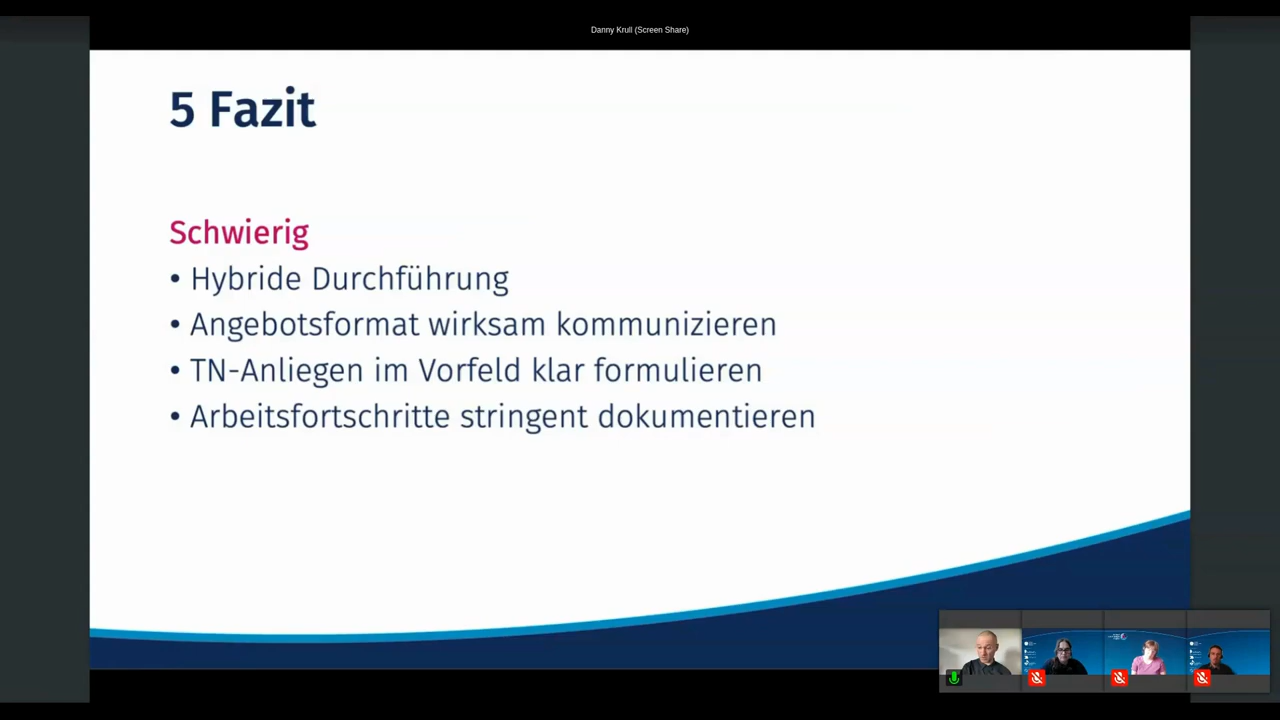 Danny Krull (Screen Share)
5 Fazit
Schwierig
• Hybride Durchführung
• Angebotsformat wirksam kommunizieren
• TN-Anliegen im Vorfeld klar formulieren
• Arbeitsfortschritte stringent dokumentieren